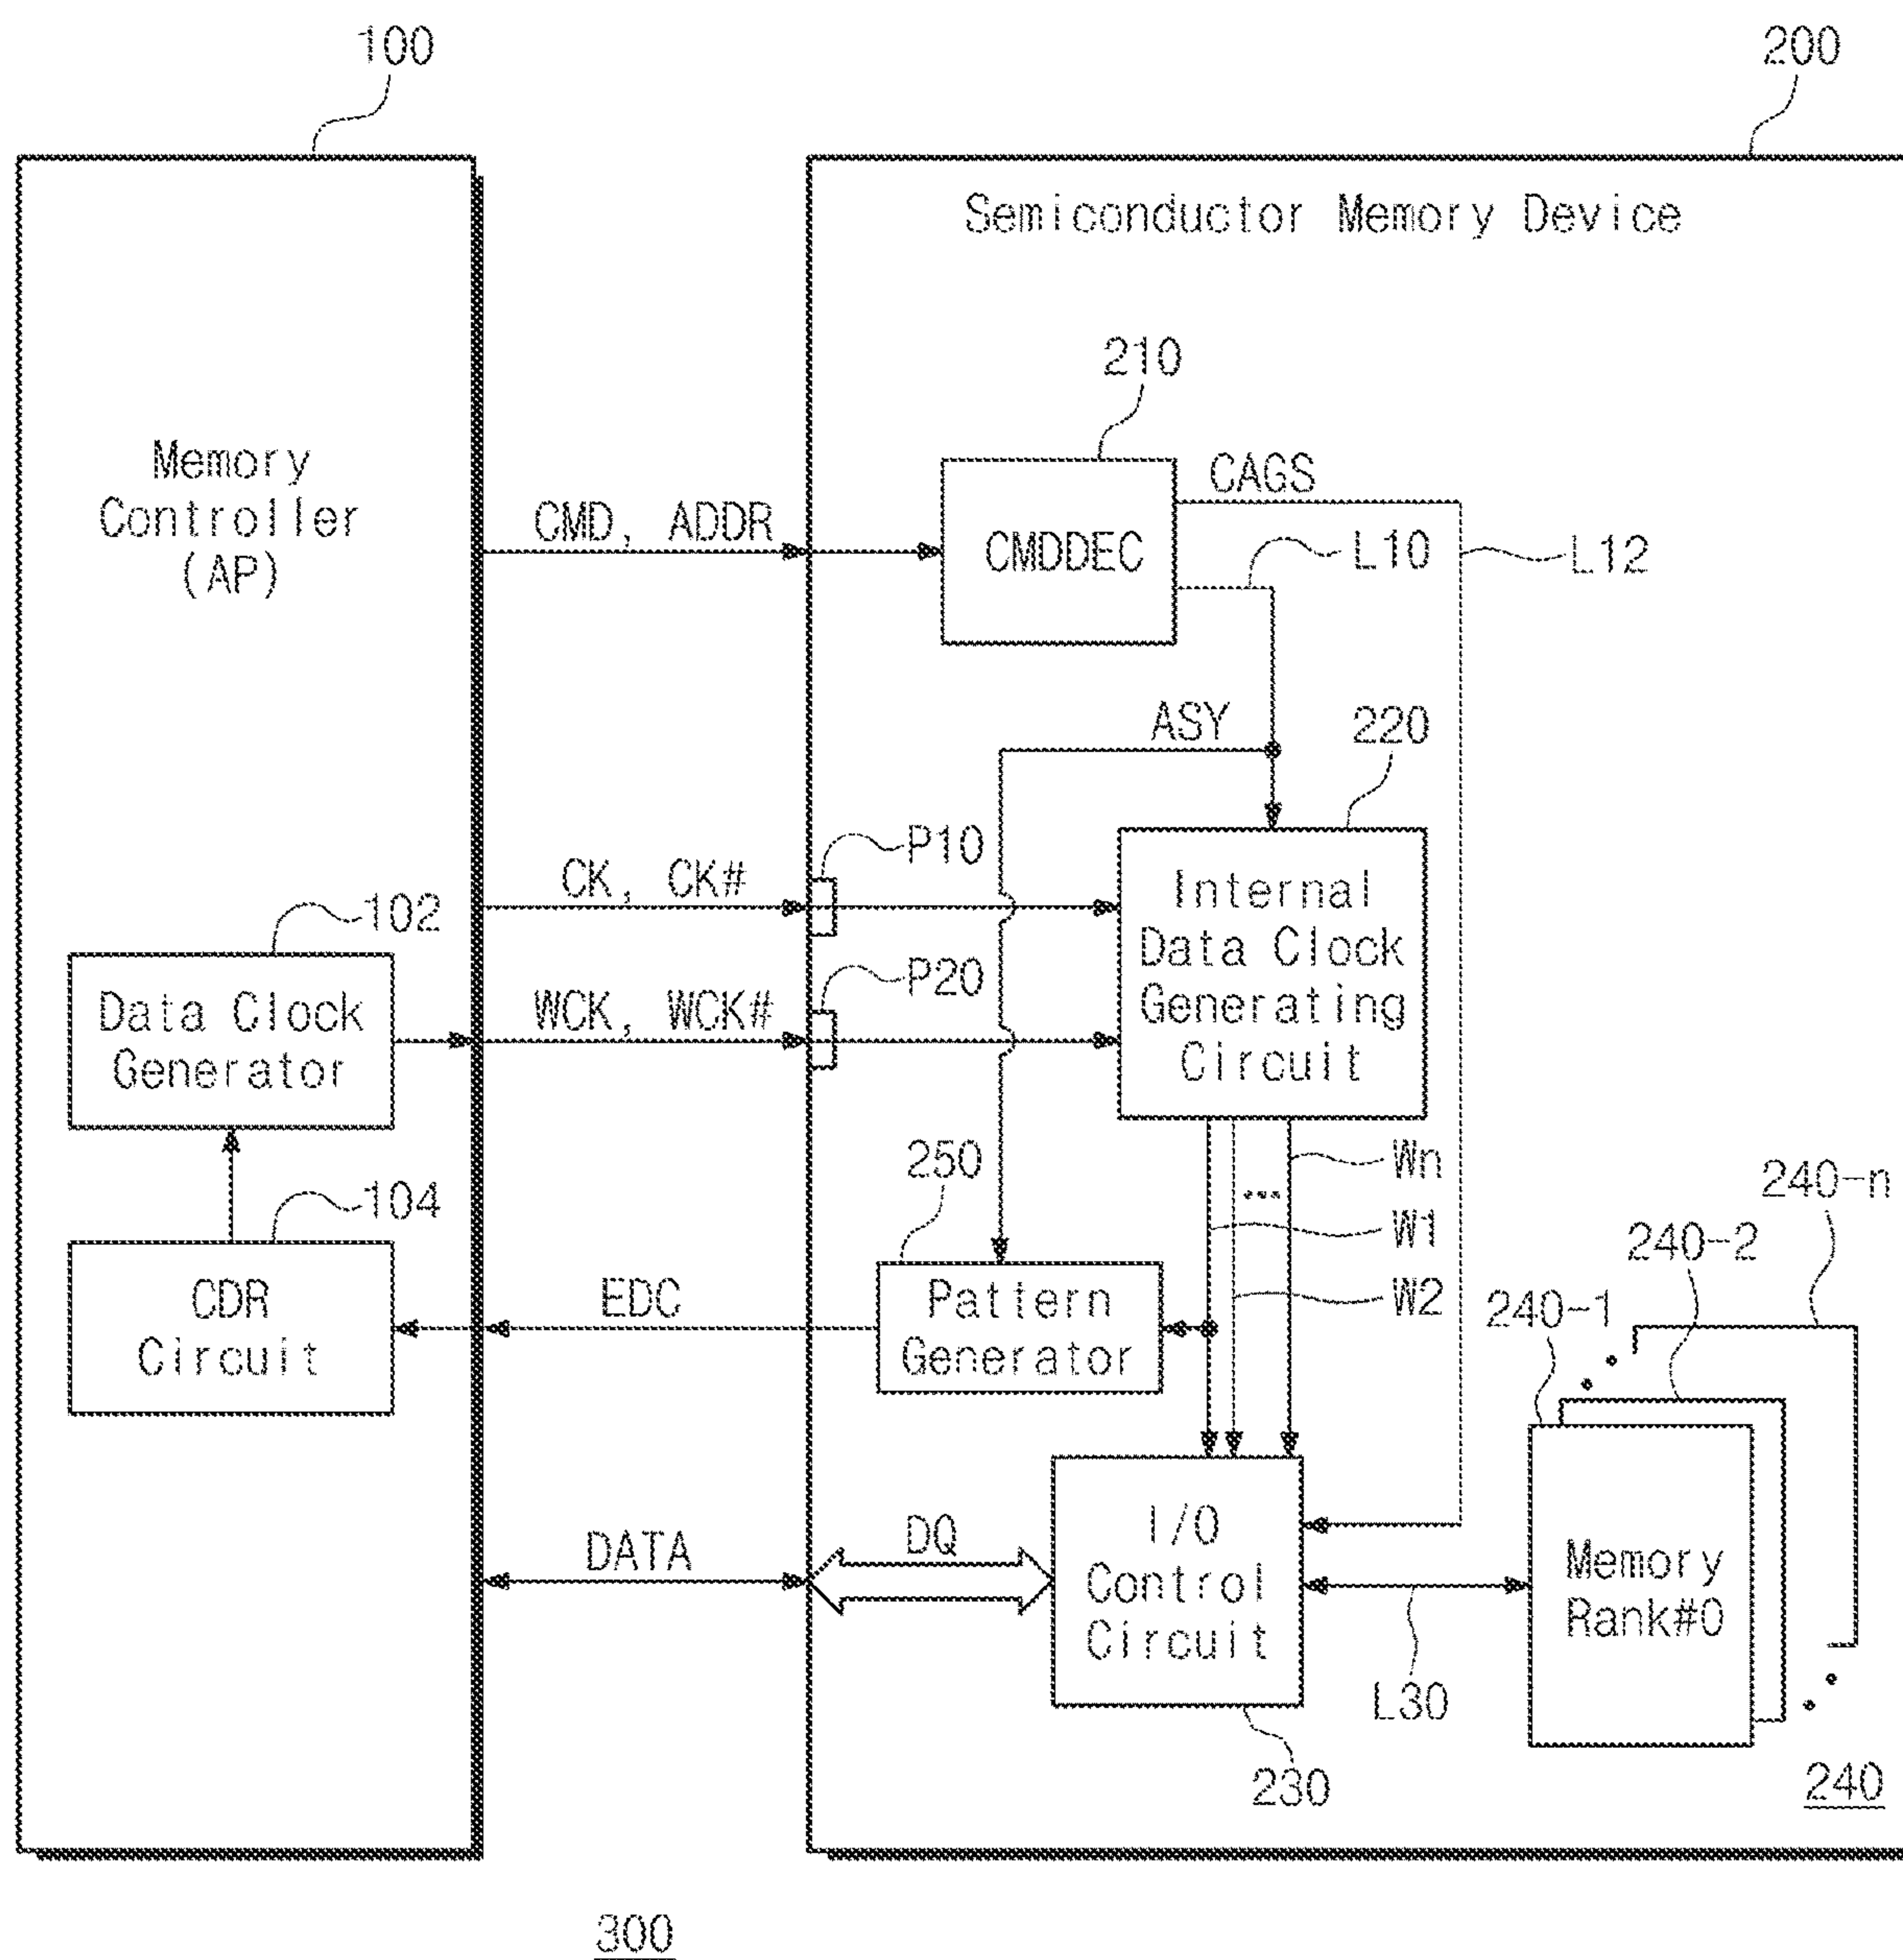 100
200
Semiconductor Memory Device
210
Memory
Controller
(AP)
CMD, ADDR
CMDDEC
CAGS
L10
L12
ASY
220
P10
CK, CK#
Internal
Data Clock
Generating
Circuit
102
P20
Data Clock
Generator
WCK, WCK#
250
Wn
...
W1
W2
240-n
240-2
240-1
104
CDR
Circuit
EDC
Pattern
Generator
DATA
DQ
I/O
Control
Circuit
Memory
Rank#0
L30
230
240
300